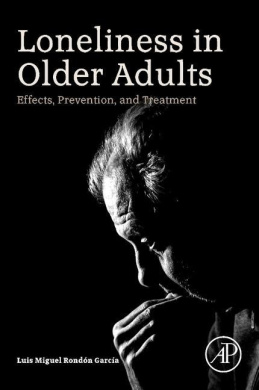 Loneliness in
Older Adults
Effects, Prevention, and Treatment
Luis Miguel Rondón García
AP